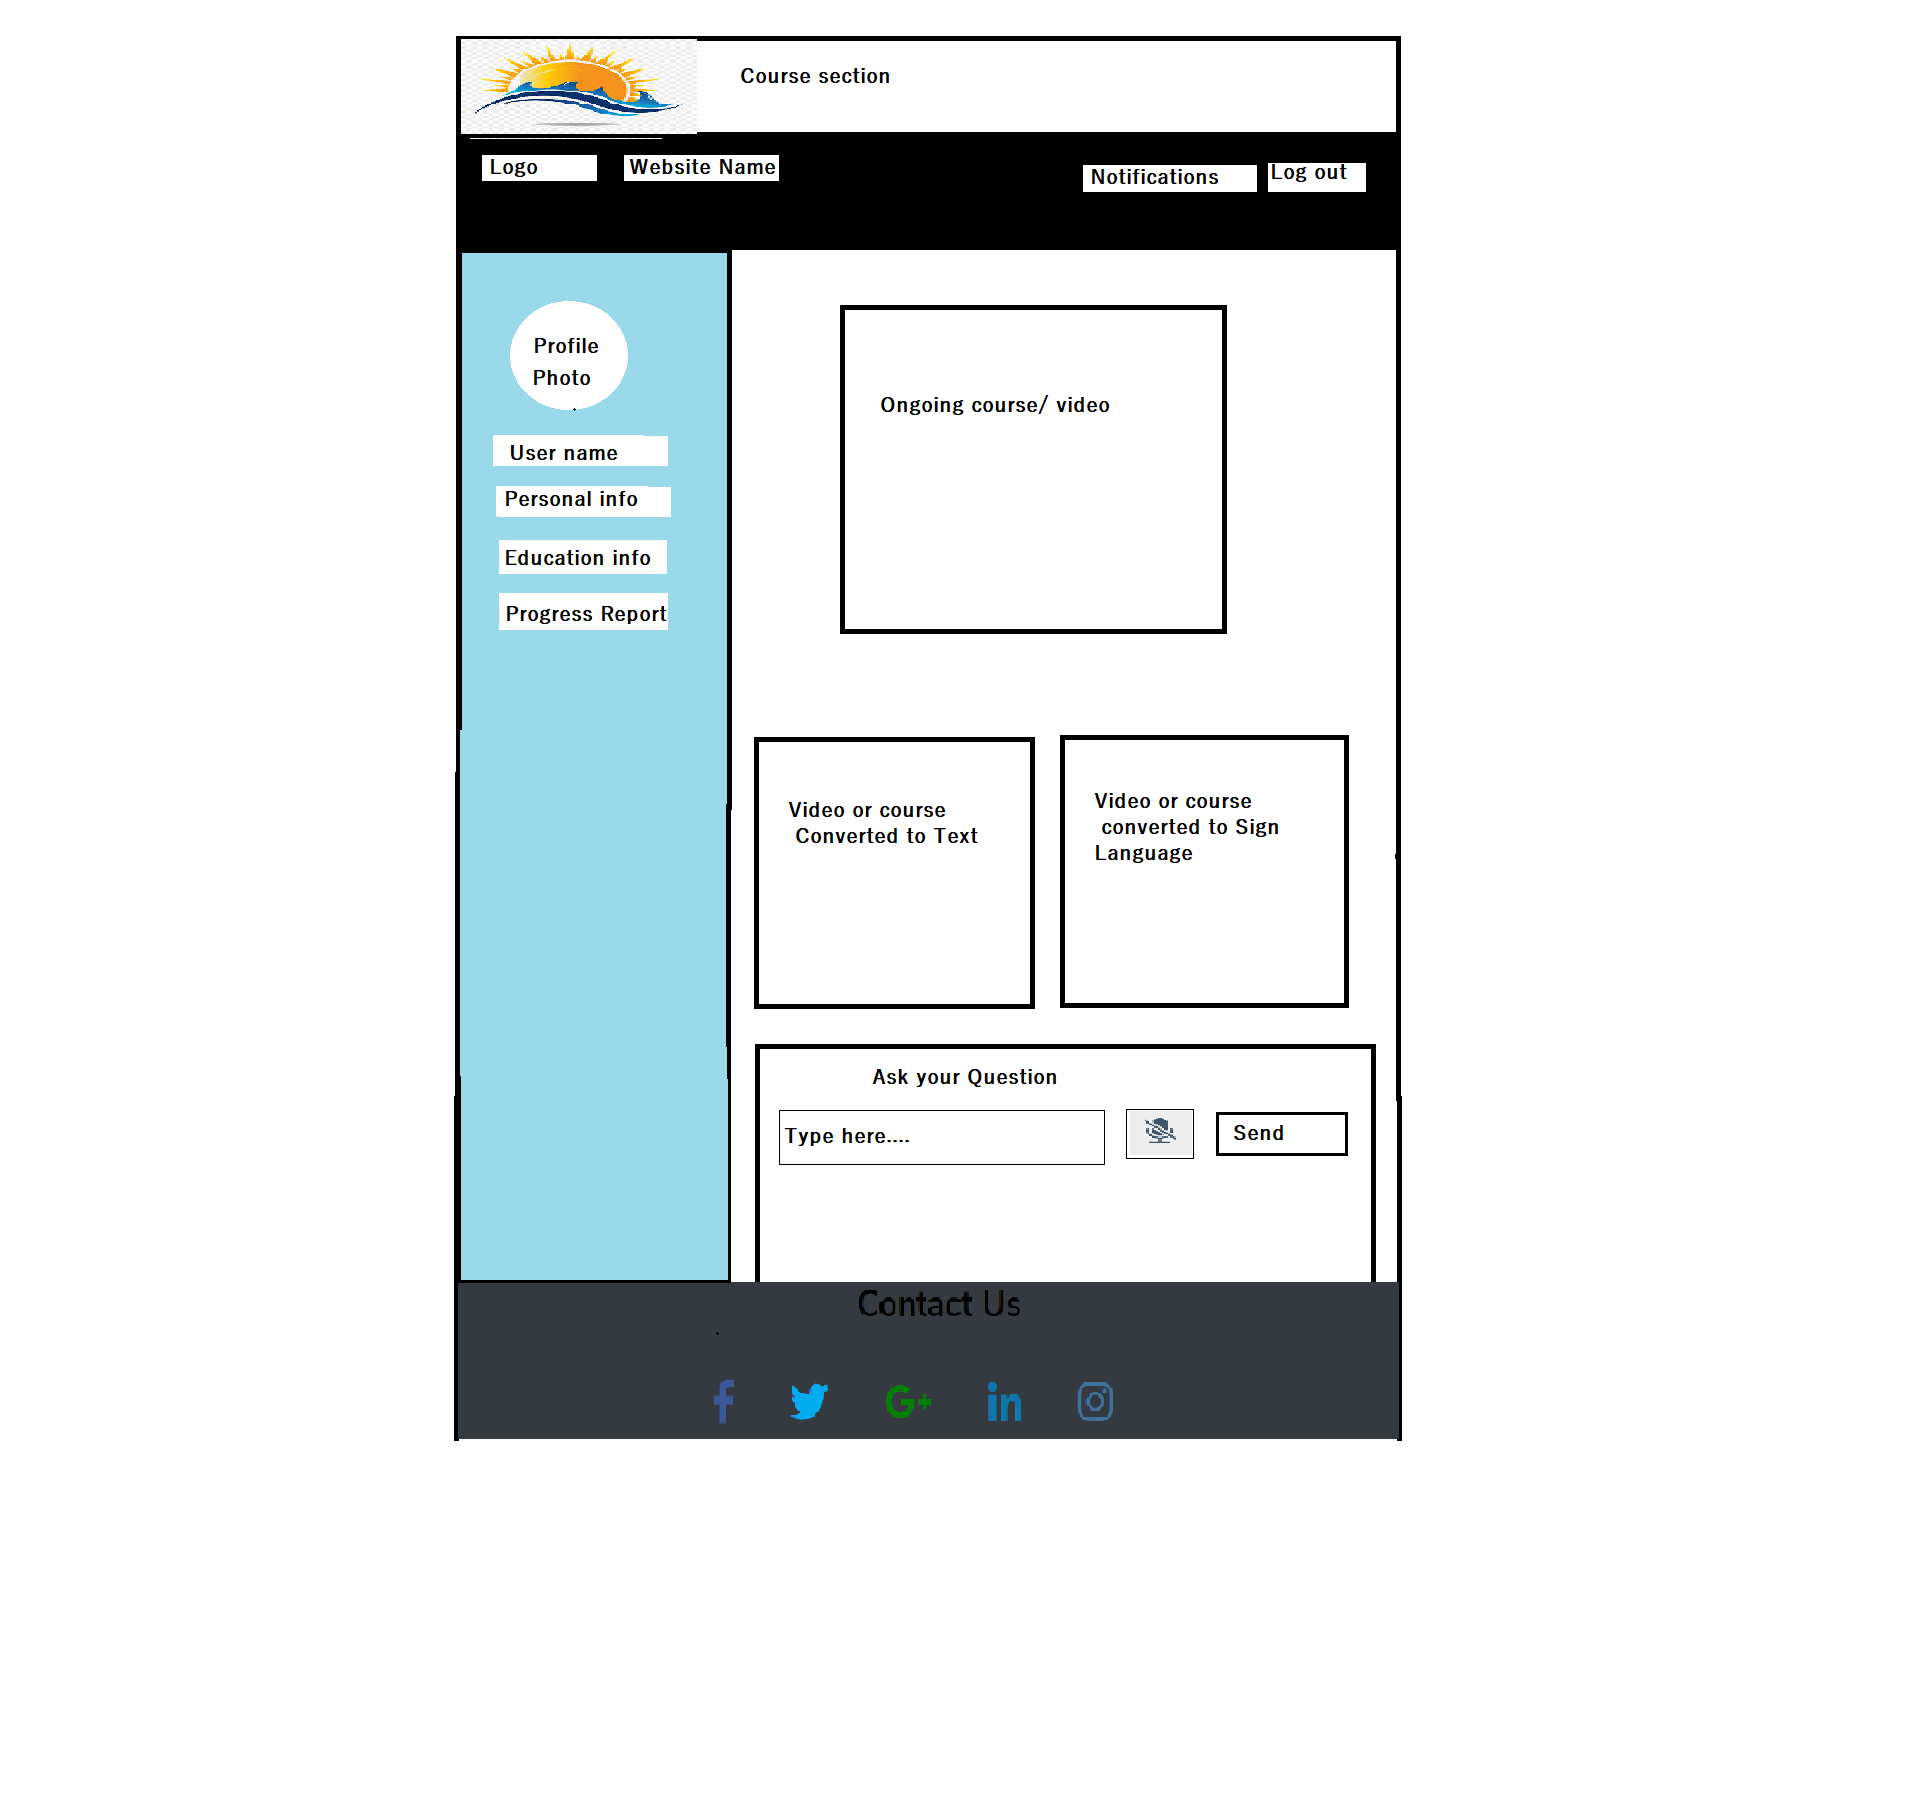 Course section
Logo
Website Name
Notifications
Log out
Profile
Photo
User name
Personal info
Education info
Progress Report
Ongoing course/ video
Video or course
Converted to Text
Video or course
converted to Sign
Language
Ask your Question
Type here....
Send
Contact Us
f
G+
in